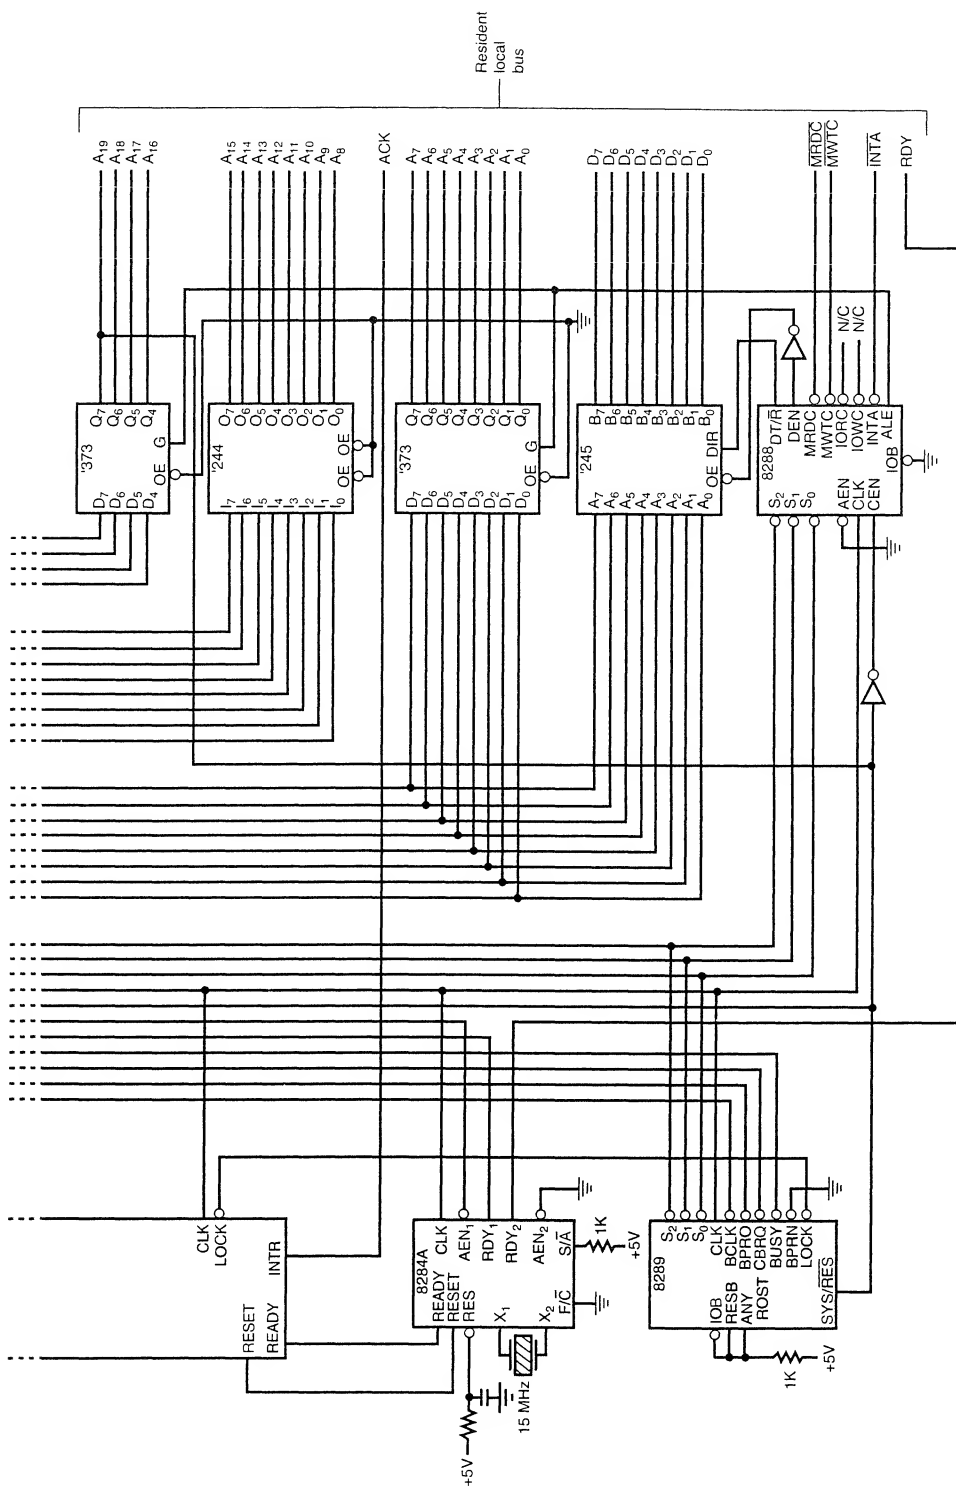 Resident
local
bus
A19
A18
A17
A16
A15
A14
A13
A12
A11
A10
A9
A8
ACK
A7
A6
A5
A4
A3
A2
A1
A0
D7
D6
D5
D4
D3
D2
D1
D0
MRDC
MWTC
INTA
RDY
'373
D7
D6
D5
D4
Q7
Q6
Q5
Q4
OE
G
'244
I7
I6
I5
I4
I3
I2
I1
I0
O7
O6
O5
O4
O3
O2
O1
O0
OE
OE
'373
D7
D6
D5
D4
D3
D2
D1
D0
Q7
Q6
Q5
Q4
Q3
Q2
Q1
Q0
OE
G
'245
A7
A6
A5
A4
A3
A2
A1
A0
B7
B6
B5
B4
B3
B2
B1
B0
OE
DIR
8288
S2
S1
S0
AEN
CLK
CEN
DT/R
DEN
MRDC
MWTC
IORC
IOWC
INTA
ALE
IOB
N/C
N/C
CLK
LOCK
INTR
RESET
READY
8284A
READY
RESET
RES
X1
X2
CLK
AEN1
RDY1
RDY2
AEN2
F/C
S/A
1K
+5V
15 MHz
+5V
8289
IOB
RESB
ANY
ROST
S2
S1
S0
CLK
BCLK
BPRO
CBRQ
BUSY
BPRN
LOCK
SYS/RES
1K
+5V